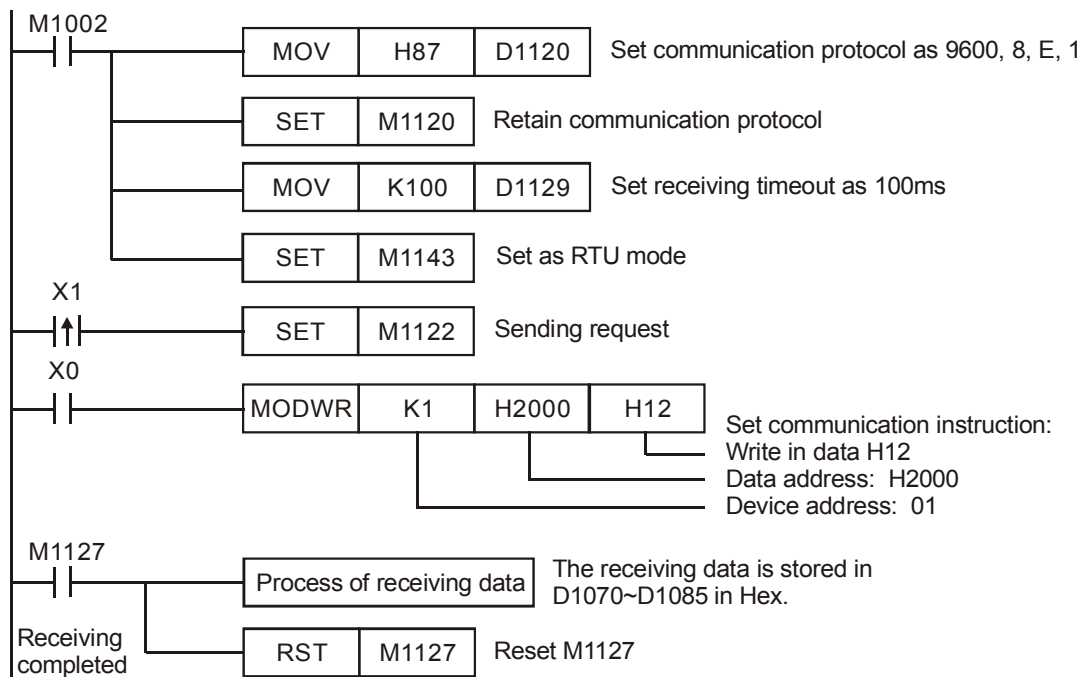 M1002
MOV H87 D1120 Set communication protocol as 9600, 8, E, 1
SET M1120 Retain communication protocol
MOV K100 D1129 Set receiving timeout as 100ms
SET M1143 Set as RTU mode
X1
SET M1122 Sending request
X0
MODWR K1 H2000 H12
Set communication instruction:
Write in data H12
Data address: H2000
Device address: 01
M1127
Process of receiving data
The receiving data is stored in
D1070~D1085 in Hex.
Receiving
completed
RST M1127 Reset M1127